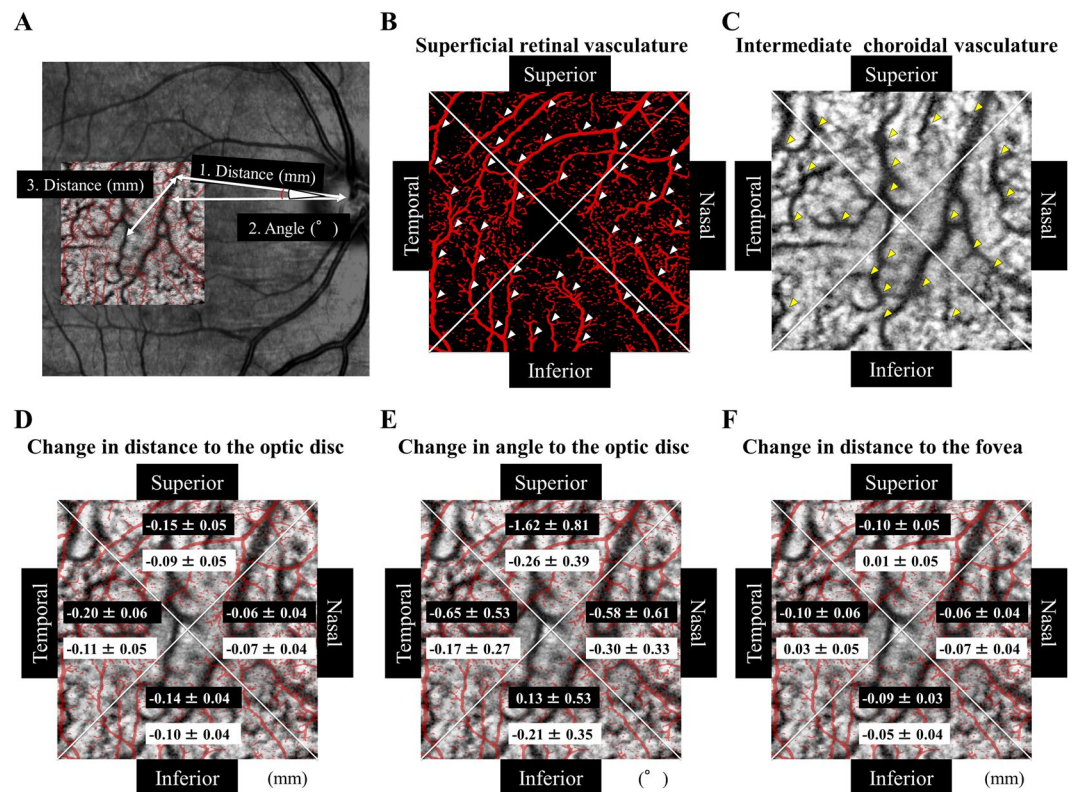 A
1. Distance (mm)
3. Distance (mm)
2. Angle (°)
B
Superficial retinal vasculature
Superior
Temporal
Nasal
Inferior
C
Intermediate choroidal vasculature
Superior
Temporal
Nasal
Inferior
D
Change in distance to the optic disc
Superior
-0.15 ± 0.05
-0.09 ± 0.05
Temporal
-0.20 ± 0.06
-0.06 ± 0.04
Nasal
-0.11 ± 0.05
-0.07 ± 0.04
-0.14 ± 0.04
-0.10 ± 0.04
Inferior
(mm)
E
Change in angle to the optic disc
Superior
-1.62 ± 0.81
-0.26 ± 0.39
Temporal
-0.65 ± 0.53
-0.58 ± 0.61
Nasal
-0.17 ± 0.27
-0.30 ± 0.33
0.13 ± 0.53
-0.21 ± 0.35
Inferior
(°)
F
Change in distance to the fovea
Superior
-0.10 ± 0.05
0.01 ± 0.05
Temporal
-0.10 ± 0.06
-0.06 ± 0.04
Nasal
0.03 ± 0.05
-0.07 ± 0.04
-0.09 ± 0.03
-0.05 ± 0.04
Inferior
(mm)